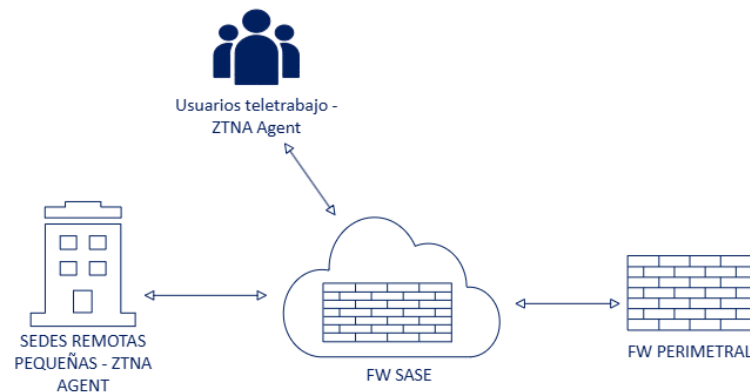 Usuarios teletrabajo -
ZTNA Agent
SEDES REMOTAS
PEQUEÑAS - ZTNA
AGENT
FW SASE
FW PERIMETRAL